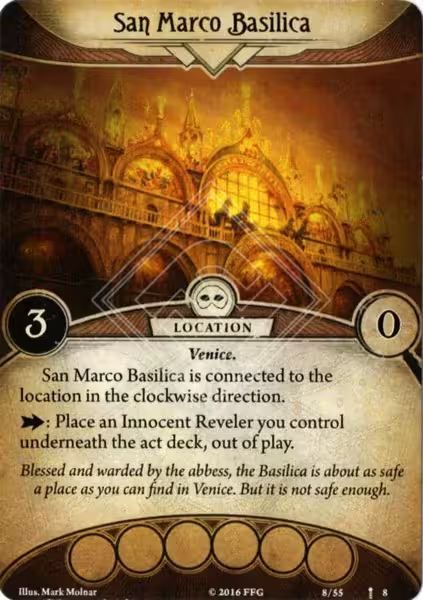 San Marco Basilica
3
LOCATION
0
Venice.
San Marco Basilica is connected to the
location in the clockwise direction.
: Place an Innocent Reveler you control
underneath the act deck, out of play.
Blessed and warded by the abbess, the Basilica is about as safe
a place as you can find in Venice. But it is not safe enough.
Illus. Mark Molnar
© 2016 FFG
8/55
8